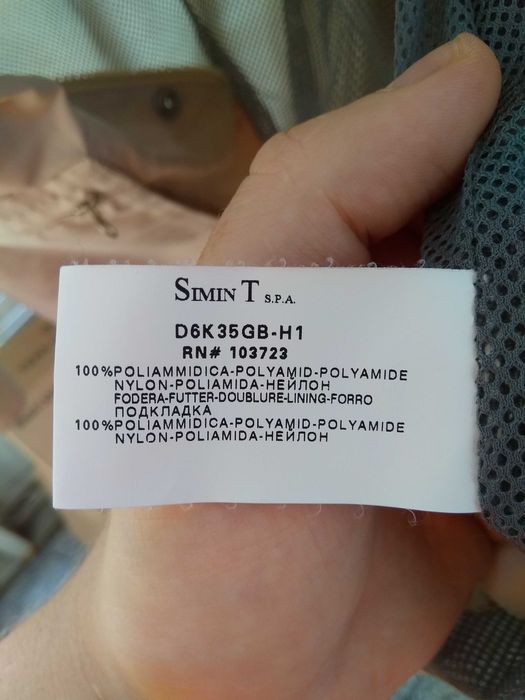 SIMIN T S.P.A.
D6K35GB-H1
RN# 103723
100%POLIAMMIDICA-POLYAMID-POLYAMIDE
NYLON-POLIAMIDA-НЕЙЛОН
FODERA-FUTTER-DOUBLURE-LINING-FORRO
ПОДКЛАДКА
100%POLIAMMIDICA-POLYAMID-POLYAMIDE
NYLON-POLIAMIDA-НЕЙЛОН